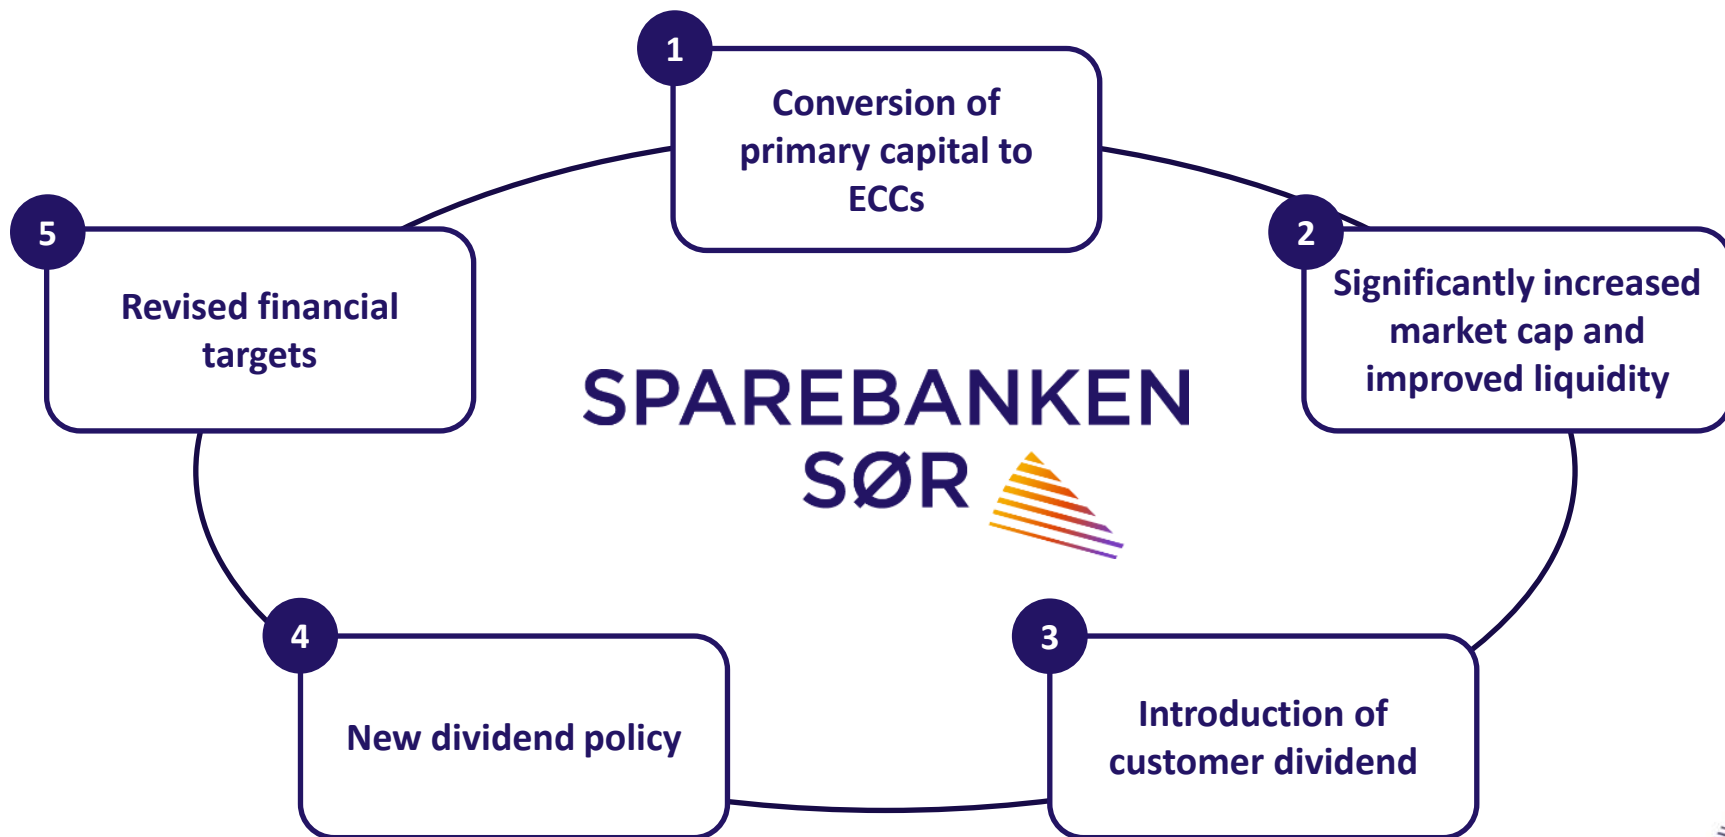 1
Conversion of
primary capital to
ECCs
2
Significantly increased
market cap and
improved liquidity
3
Introduction of
customer dividend
4
New dividend policy
5
Revised financial
targets
SPAREBANKEN
SØR